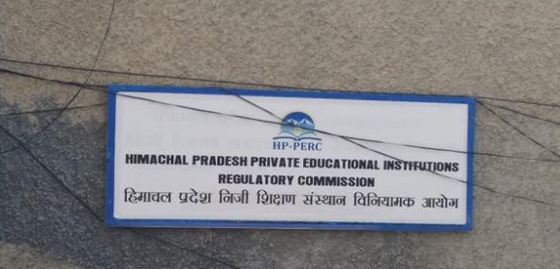 HP-PERC
HIMACHAL PRADESH PRIVATE EDUCATIONAL INSTITUTIONS
REGULATORY COMMISSION
हिमाचल प्रदेश निजी शिक्षण संस्थान विनियामक आयोग